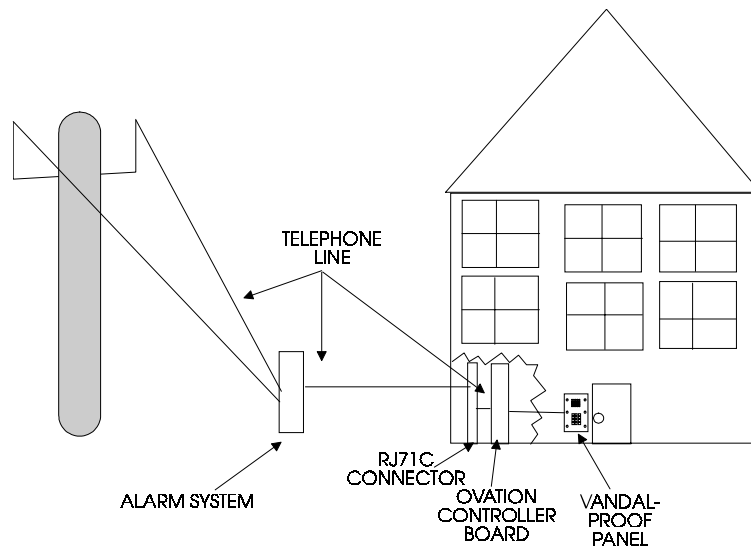 TELEPHONE
LINE
ALARM SYSTEM
RJ71C
CONNECTOR
OVATION
CONTROLLER
BOARD
VANDAL-
PROOF
PANEL